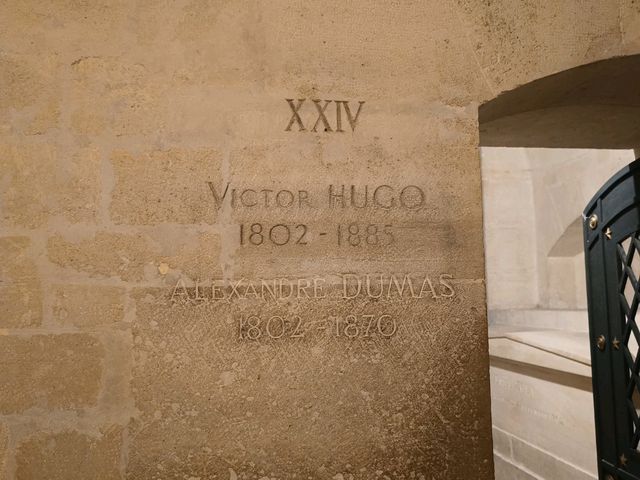 XXIV
VICTOR HUGO
1802 - 1885
ALEXANDRE DUMAS
1802 - 1870